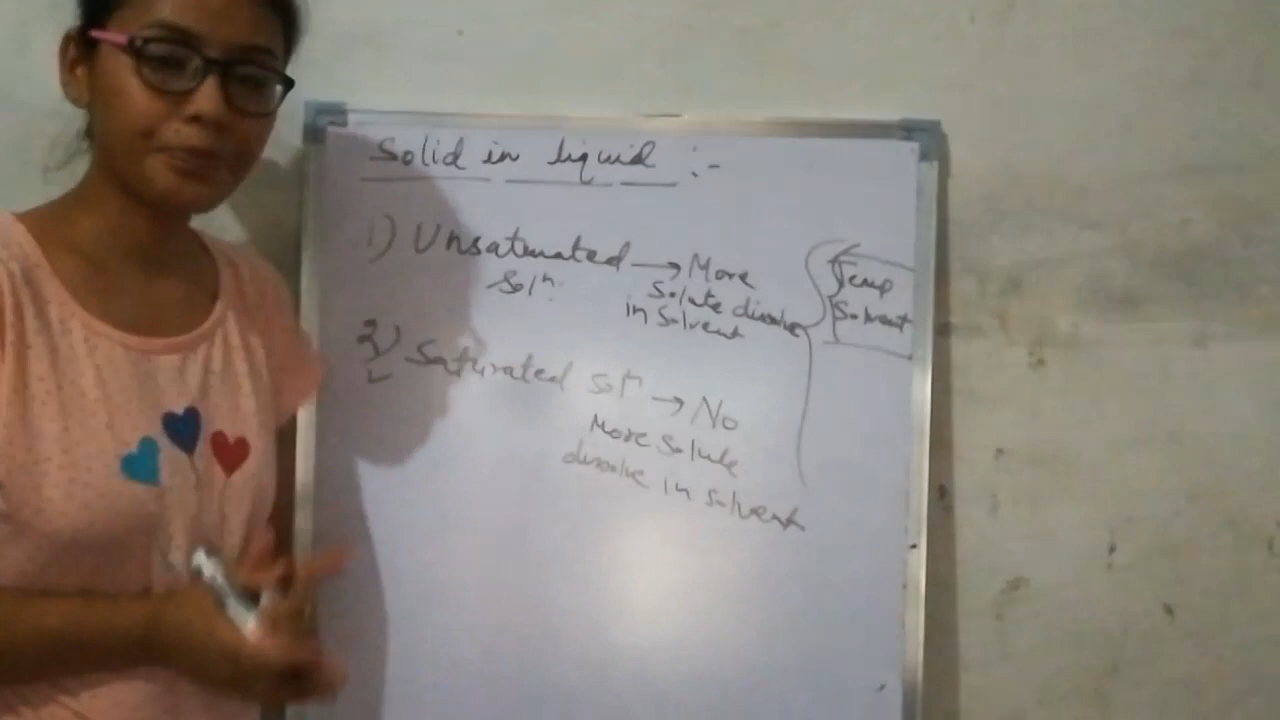 Solid in liquid :-
1) Unsaturated → More
Solⁿ.
Solute dissolve
in Solvent
Temp
Solvent
2) Saturated Solⁿ → No
More Solute
dissolve in solvent